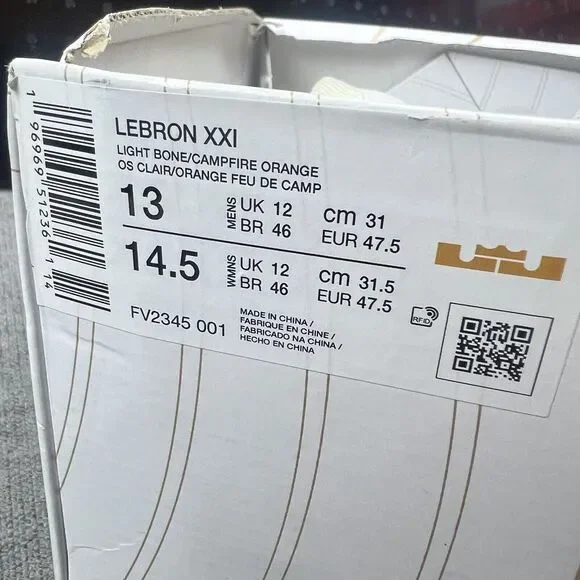 LEBRON XXI
LIGHT BONE/CAMPFIRE ORANGE
OS CLAIR/ORANGE FEU DE CAMP
13 MENS UK 12 cm 31
BR 46 EUR 47.5
14.5 WMNS UK 12 cm 31.5
BR 46 EUR 47.5
FV2345 001
MADE IN CHINA /
FABRIQUE EN CHINE /
FABRICADO NA CHINA /
HECHO EN CHINA
RFID
1 96969 51236 1 14